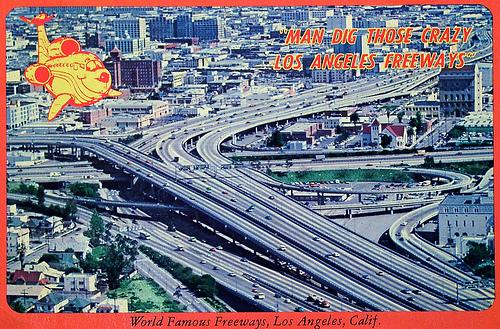 "MAN DIG THOSE CRAZY
LOS ANGELES FREEWAYS"
World Famous Freeways, Los Angeles, Calif.